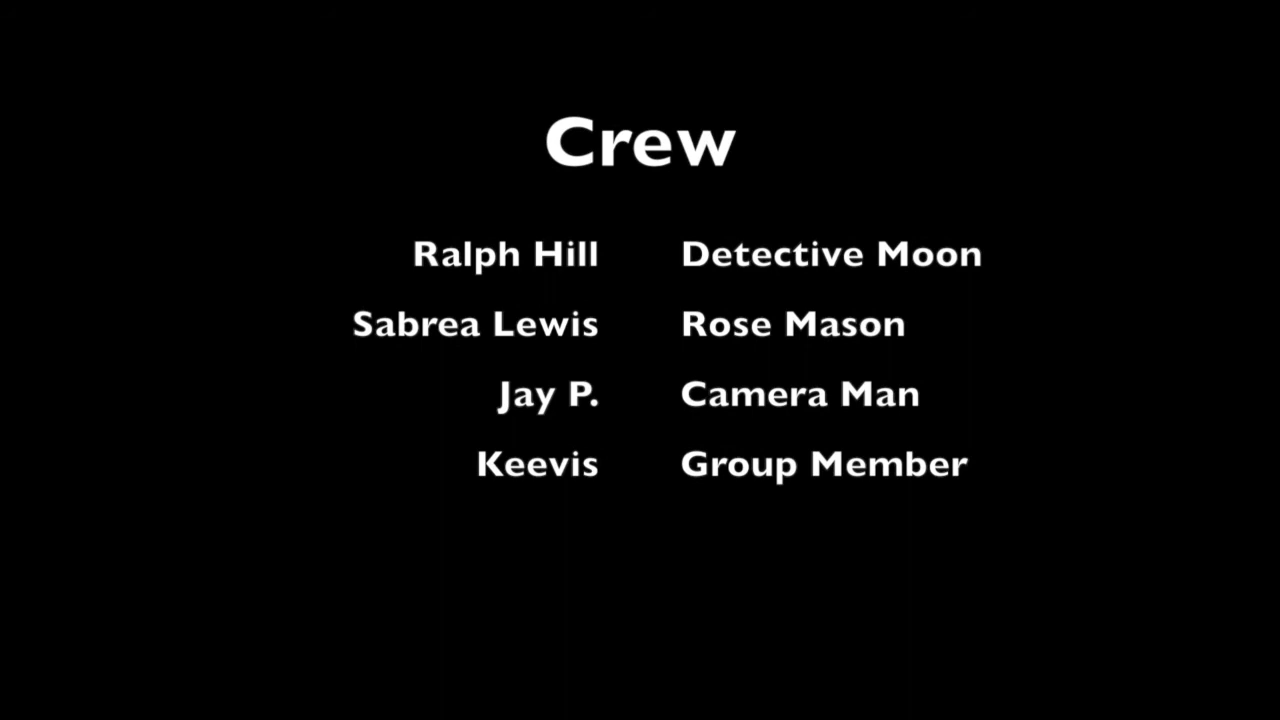 Crew
Ralph Hill Detective Moon
Sabrea Lewis Rose Mason
Jay P. Camera Man
Keevis Group Member